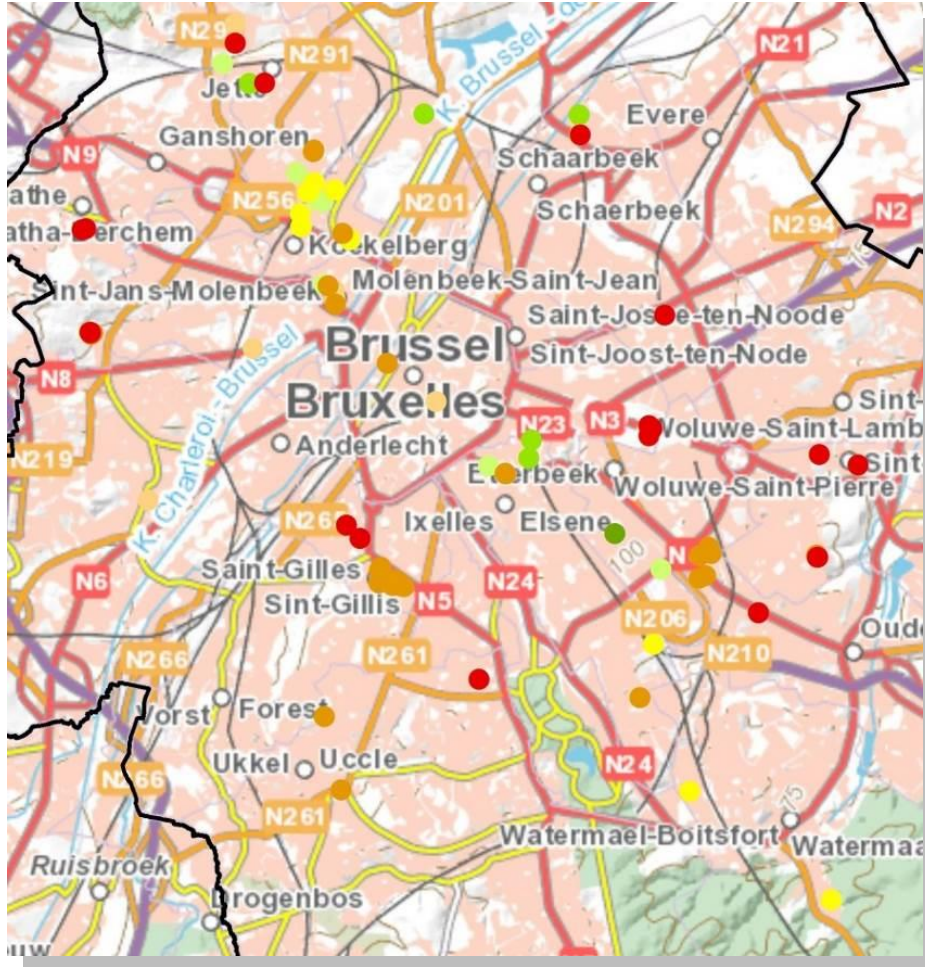 N29
N21
N291
K. Brussel - d
Jette
Evere
Ganshoren
N9
Schaarbeek
athe
N256
N201
Schaerbeek
N2
N294
atha-Berchem
Koekelberg
75
Molenbeek-Saint-Jean
int-Jans-Molenbeek
Saint-Josse-ten-Noode
Brussel
Sint-Joost-ten-Node
N8
K. Charleroi - Brussel
Bruxelles
Sint-
N23
N3
Woluwe-Saint-Lamb
Anderlecht
N219
Etterbeek
Sint
Woluwe-Saint-Pierre
N26
Ixelles
Elsene
100
N
Saint-Gilles
N6
N24
Sint-Gillis
N5
N206
Oud
N266
N261
N210
Vorst
Forest
Ukkel
Uccle
N24
N266
75
N261
Watermael-Boitsfort
Waterma
Ruisbroek
Drogenbos
uw